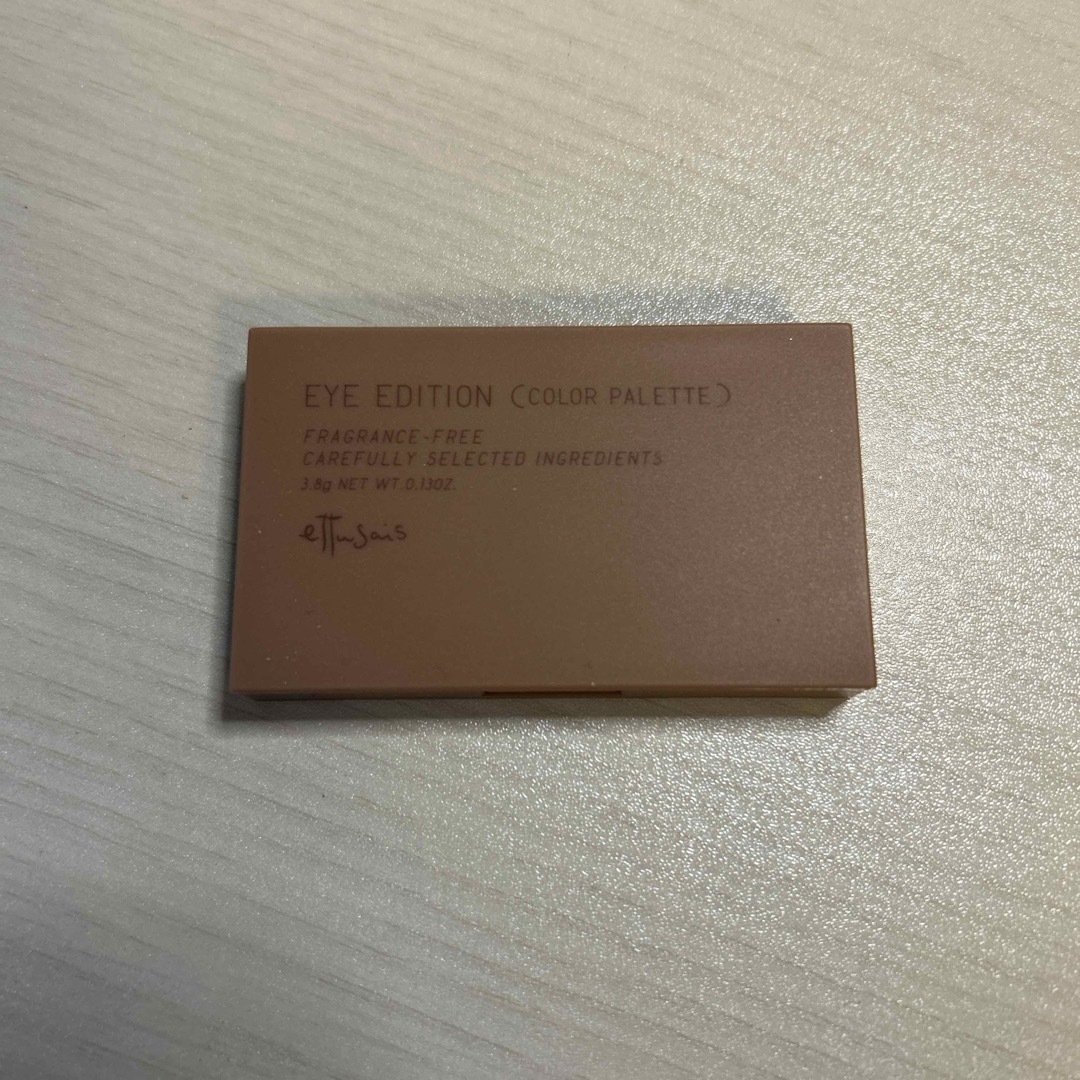 EYE EDITION (COLOR PALETTE)
FRAGRANCE-FREE
CAREFULLY SELECTED INGREDIENTS
3.8g NET WT 0.13OZ.
ettusais